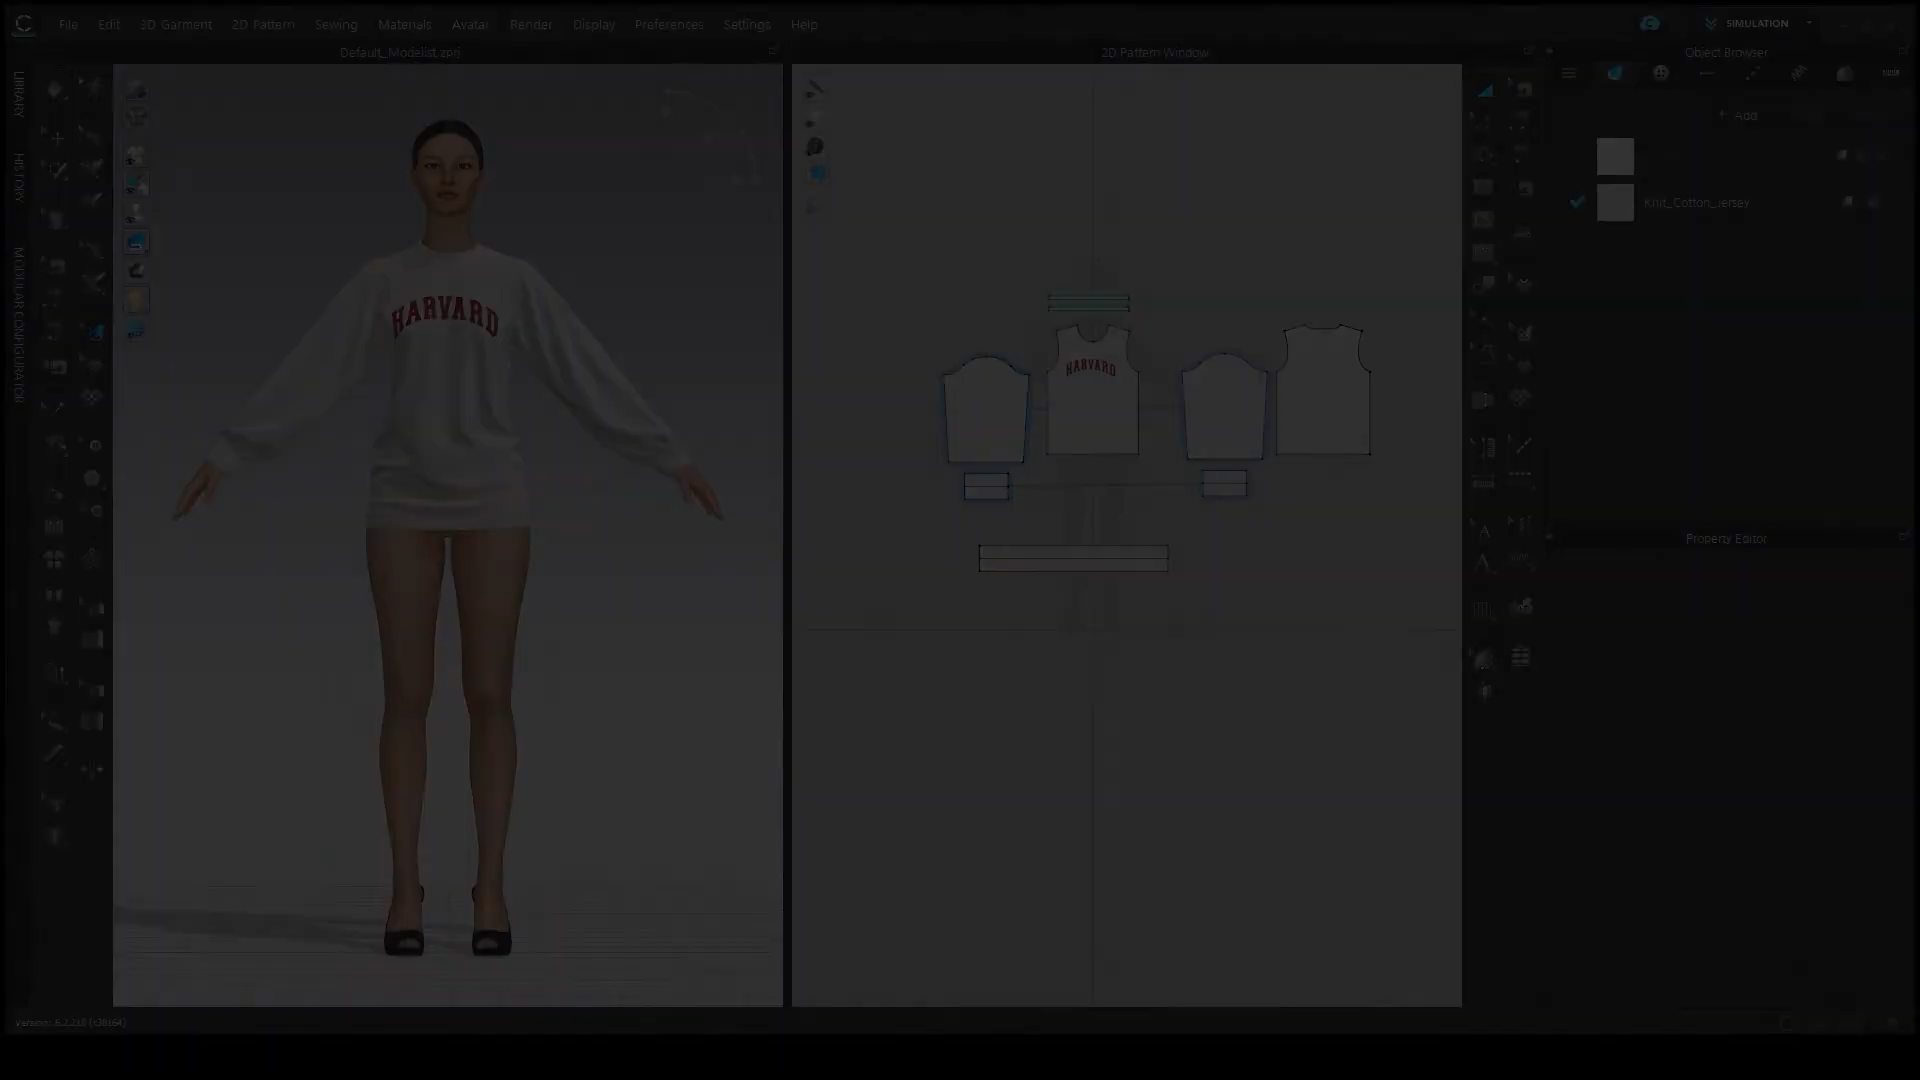 File Edit 3D Garment 2D Pattern Sewing Materials Avatar Render Display Preferences Settings Help
SIMULATION
Default_Modelist.zprj
2D Pattern Window
Object Browser
LIBRARY
HISTORY
MODULAR CONFIGURATOR
+ Add
Knit_Cotton_Jersey
HARVARD
HARVARD
Property Editor